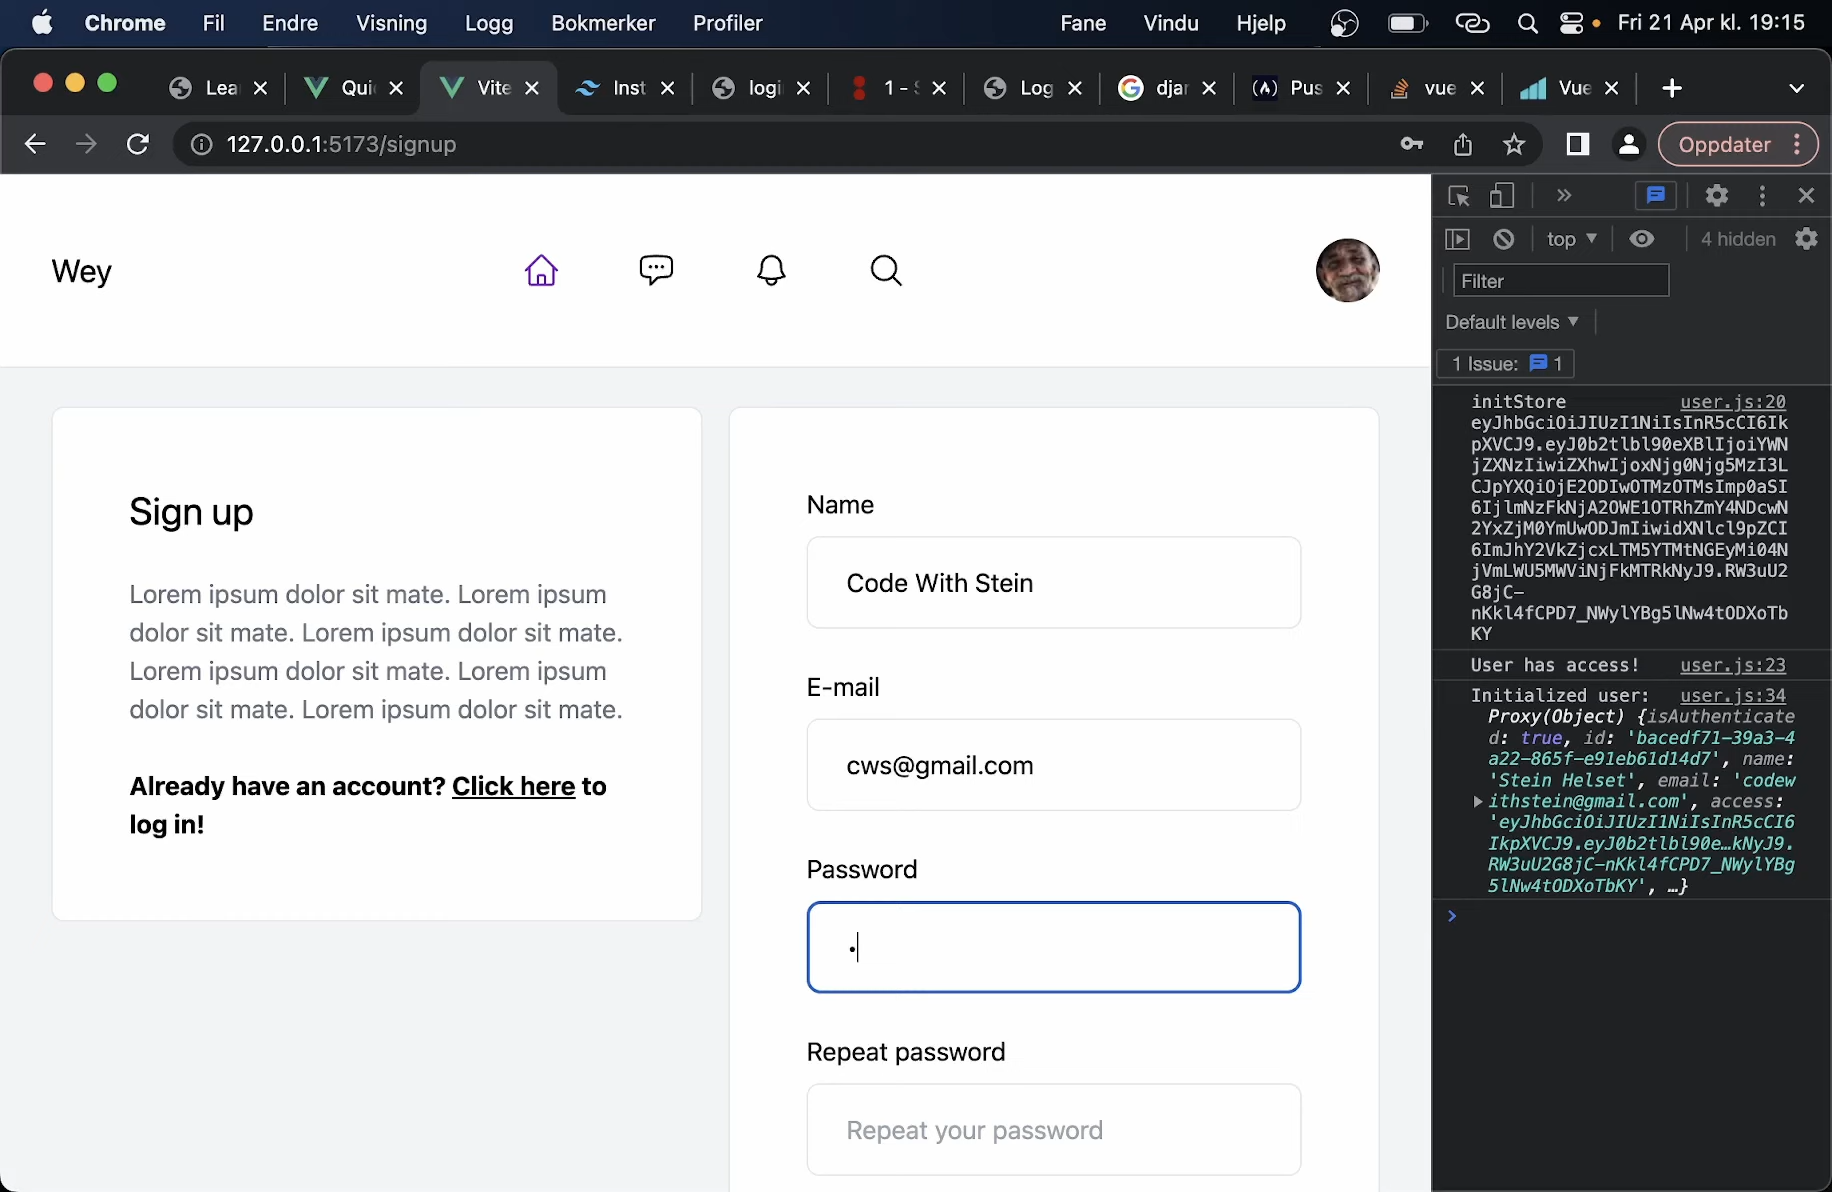 Chrome Fil Endre Visning Logg Bokmerker Profiler Fane Vindu Hjelp Fri 21 Apr kl. 19:15
Lea Qui Vite Inst logi 1 - Log djar Pus vue Vue
127.0.0.1:5173/signup Oppdater
Wey
Sign up
Lorem ipsum dolor sit mate. Lorem ipsum
dolor sit mate. Lorem ipsum dolor sit mate.
Lorem ipsum dolor sit mate. Lorem ipsum
dolor sit mate. Lorem ipsum dolor sit mate.
Already have an account? Click here to
log in!
Name
Code With Stein
E-mail
cws@gmail.com
Password
Repeat password
Repeat your password
top 4 hidden
Filter
Default levels
1 Issue: 1
initStore user.js:20
eyJhbGciOiJIUzI1NiIsInR5cCI6Ik
pXVCJ9.eyJ0b2tlbl90eXBlIjoiYWN
jZXNzIiwiZXhwIjoxNjg0Njg5MzI3L
CJpYXQiOjE2ODIwOTMzOTMsImp0aSI
6IjlmNzFkNjA2OWE1OTRhZmY4NDcwN
2YxZjM0YmUwODJmIiwidXNlcl9pZCI
6ImJhY2VkZjcxLTM5YTMtNGEyMi04N
jVmLWU5MWViNjFkMTRkNyJ9.RW3uU2
G8jC-
nKkl4fCPD7_NWylYBg5lNw4tODXoTb
KY
User has access! user.js:23
Initialized user: user.js:34
Proxy(Object) {isAuthenticate
d: true, id: 'bacedf71-39a3-4
a22-865f-e91eb61d14d7', name:
'Stein Helset', email: 'codew
ithstein@gmail.com', access:
'eyJhbGciOiJIUzI1NiIsInR5cCI6
IkpXVCJ9.eyJ0b2tlbl90e…kNyJ9.
RW3uU2G8jC-nKkl4fCPD7_NWylYBg
5lNw4tODXoTbKY', …}